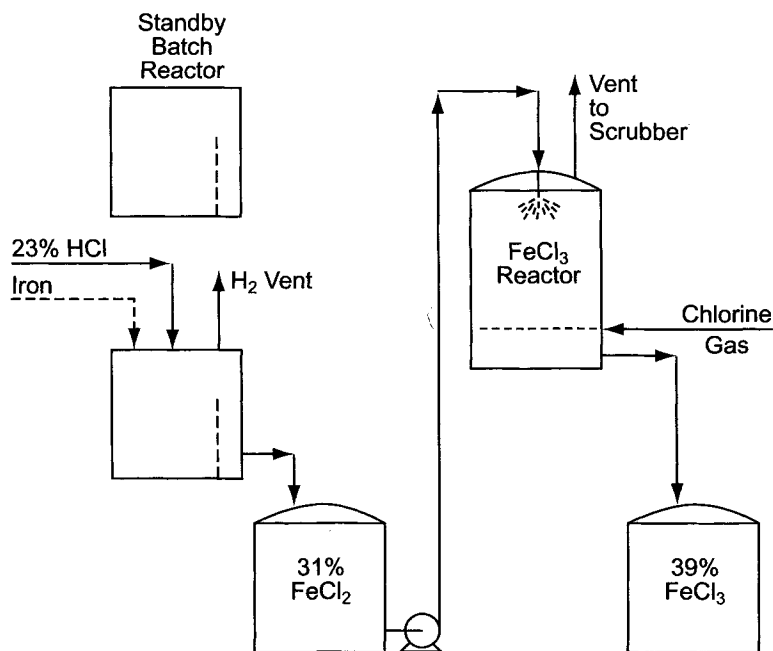 Standby
Batch
Reactor
Vent
to
Scrubber
23% HCl
Iron
H₂ Vent
FeCl₃
Reactor
Chlorine
Gas
31%
FeCl₂
39%
FeCl₃